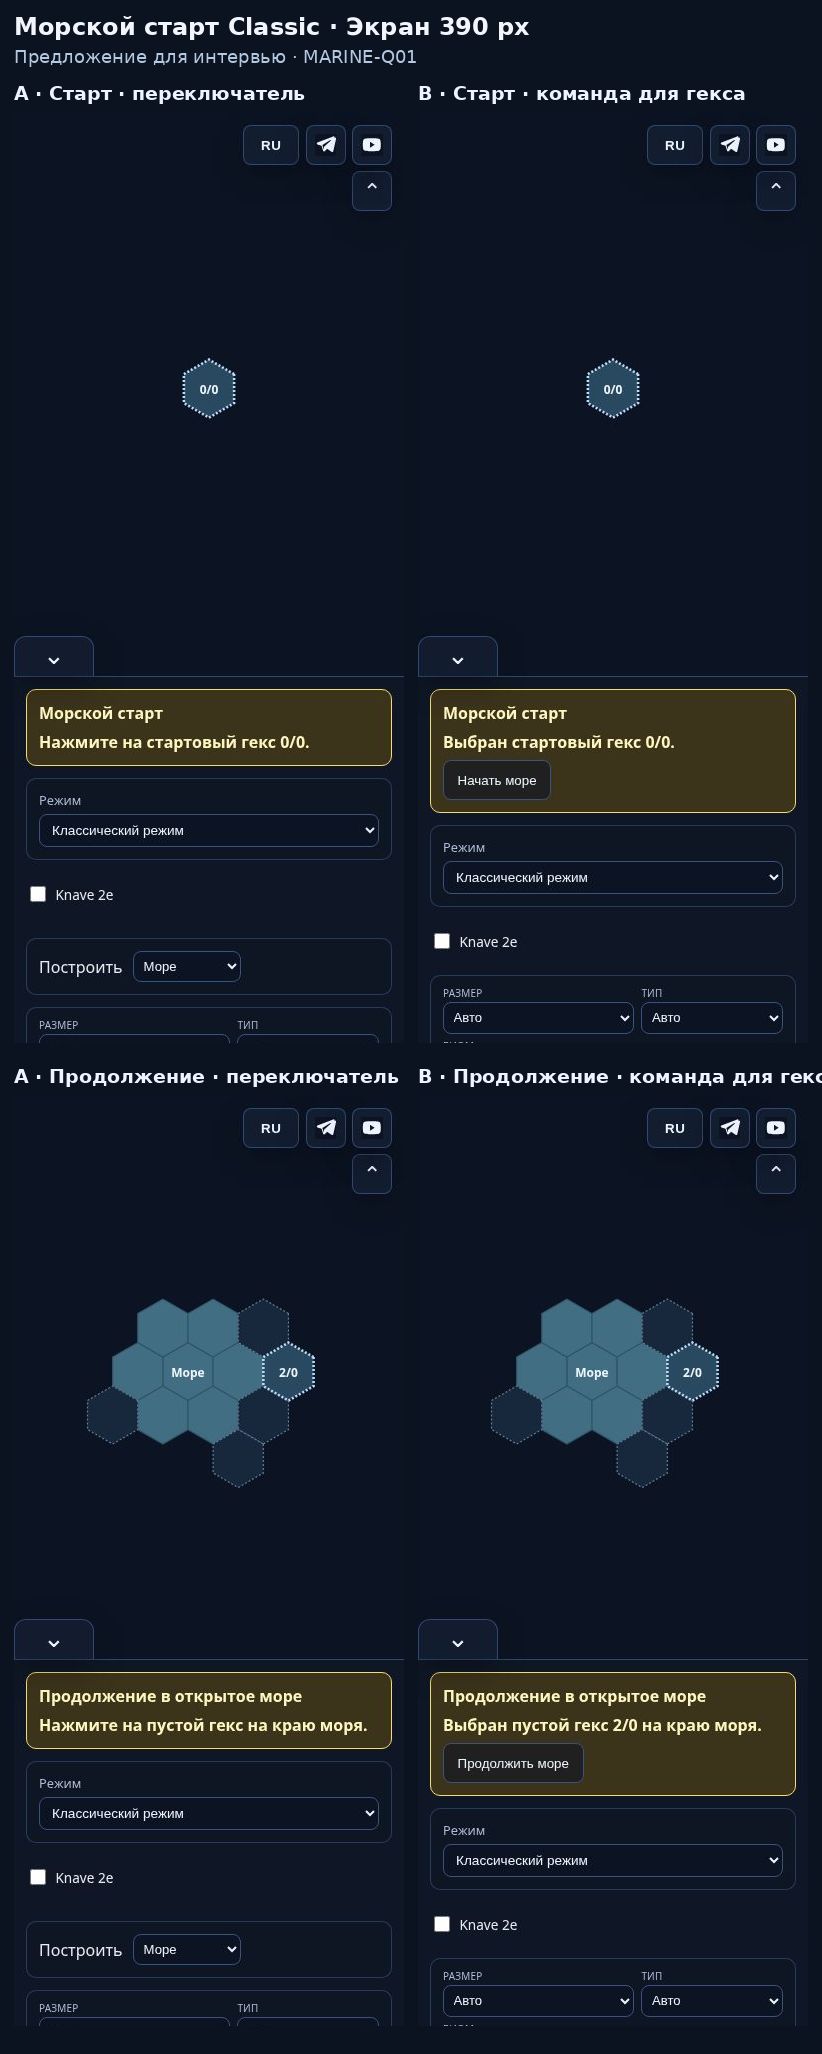 Морской старт Classic · Экран 390 px
Предложение для интервью · MARINE-Q01
A · Старт · переключатель
RU
0/0
Морской старт
Нажмите на стартовый гекс 0/0.
Режим
Классический режим
Knave 2e
Построить Море
РАЗМЕР ТИП
B · Старт · команда для гекса
RU
0/0
Морской старт
Выбран стартовый гекс 0/0.
Начать море
Режим
Классический режим
Knave 2e
РАЗМЕР ТИП
Авто Авто
A · Продолжение · переключатель
RU
Море 2/0
Продолжение в открытое море
Нажмите на пустой гекс на краю моря.
Режим
Классический режим
Knave 2e
Построить Море
РАЗМЕР ТИП
B · Продолжение · команда для гекс
RU
Море 2/0
Продолжение в открытое море
Выбран пустой гекс 2/0 на краю моря.
Продолжить море
Режим
Классический режим
Knave 2e
РАЗМЕР ТИП
Авто Авто